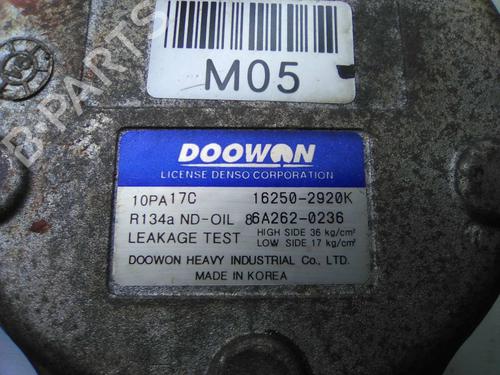 M05
DOOWON
LICENSE DENSO CORPORATION
10PA17C 16250-2920K
R134a ND-OIL 8 6A262-0236
LEAKAGE TEST HIGH SIDE 36 kg/cm²
LOW SIDE 17 kg/cm²
DOOWON HEAVY INDUSTRIAL Co., LTD.
MADE IN KOREA
B-PARTS